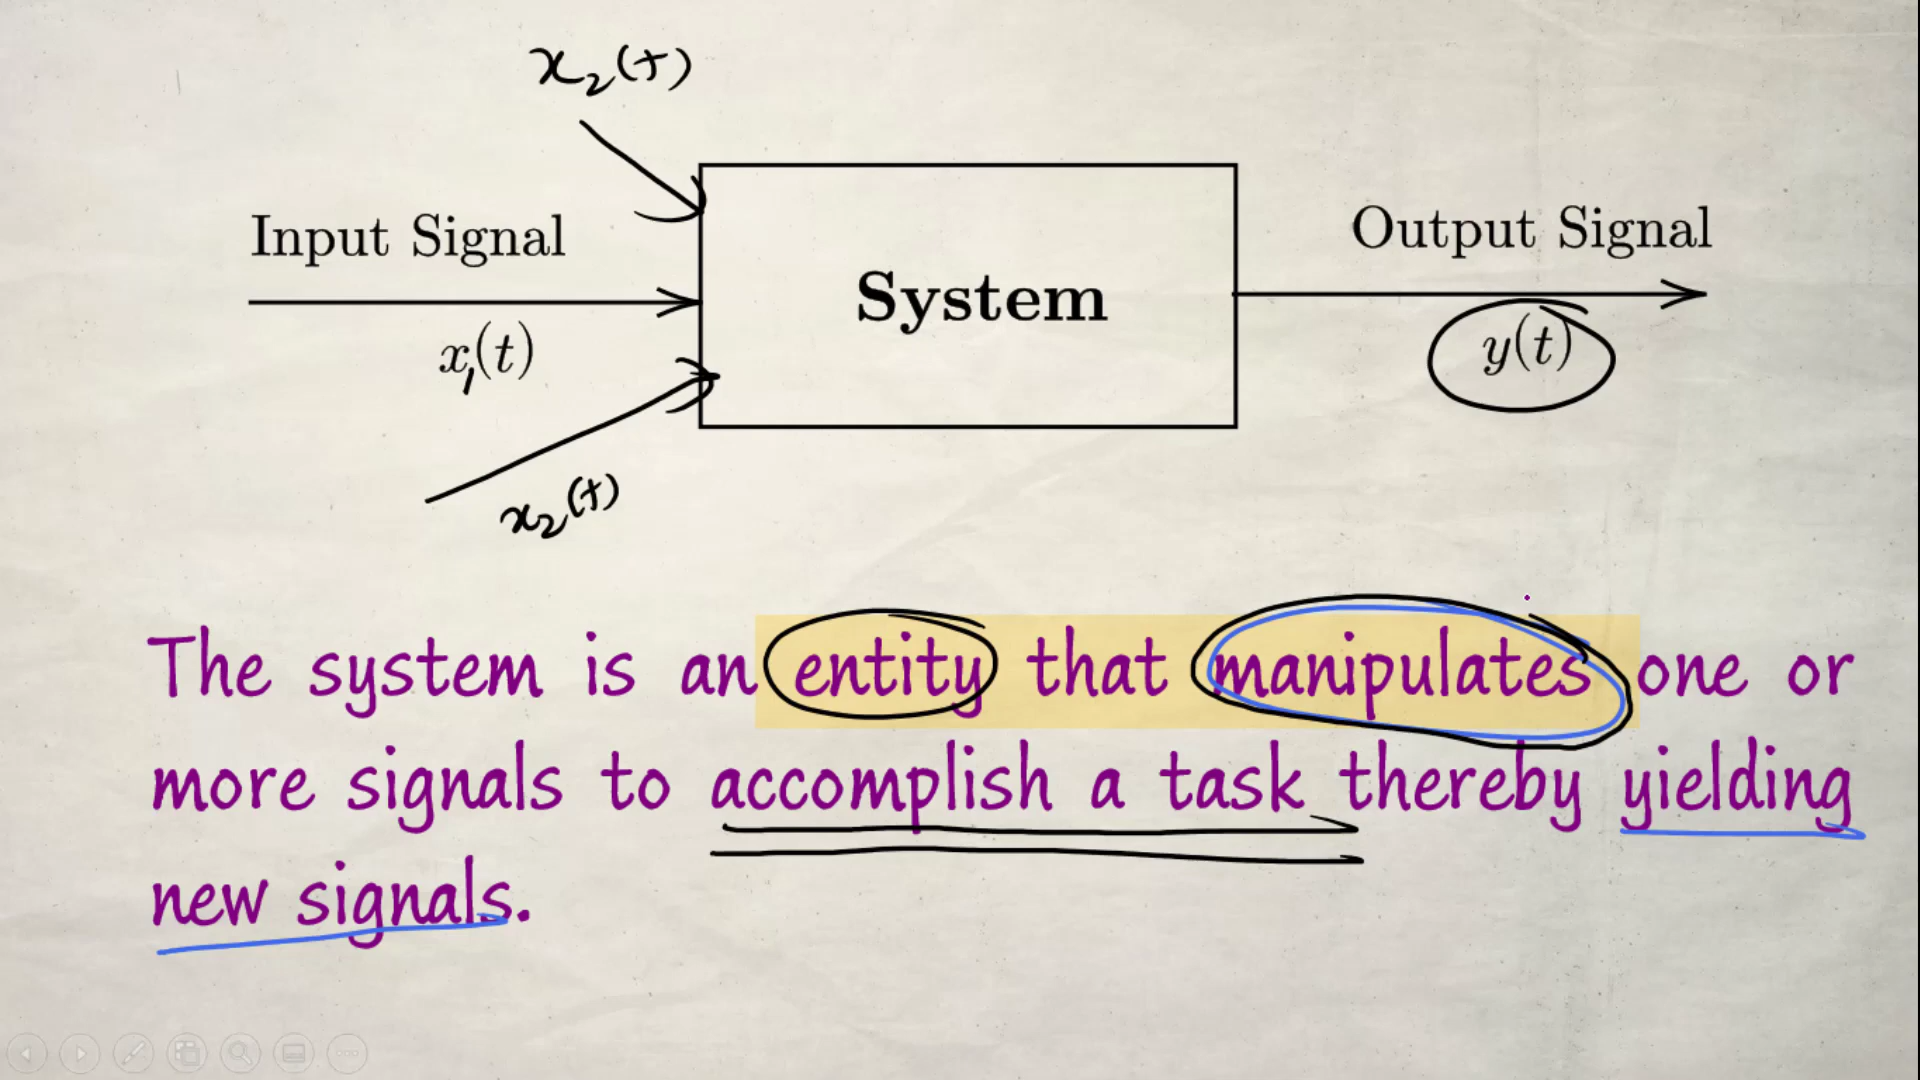 x₂(t)
Input Signal
x₁(t)
System
Output Signal
y(t)
x₂(t)
The system is an entity that manipulates one or
more signals to accomplish a task thereby yielding
new signals.